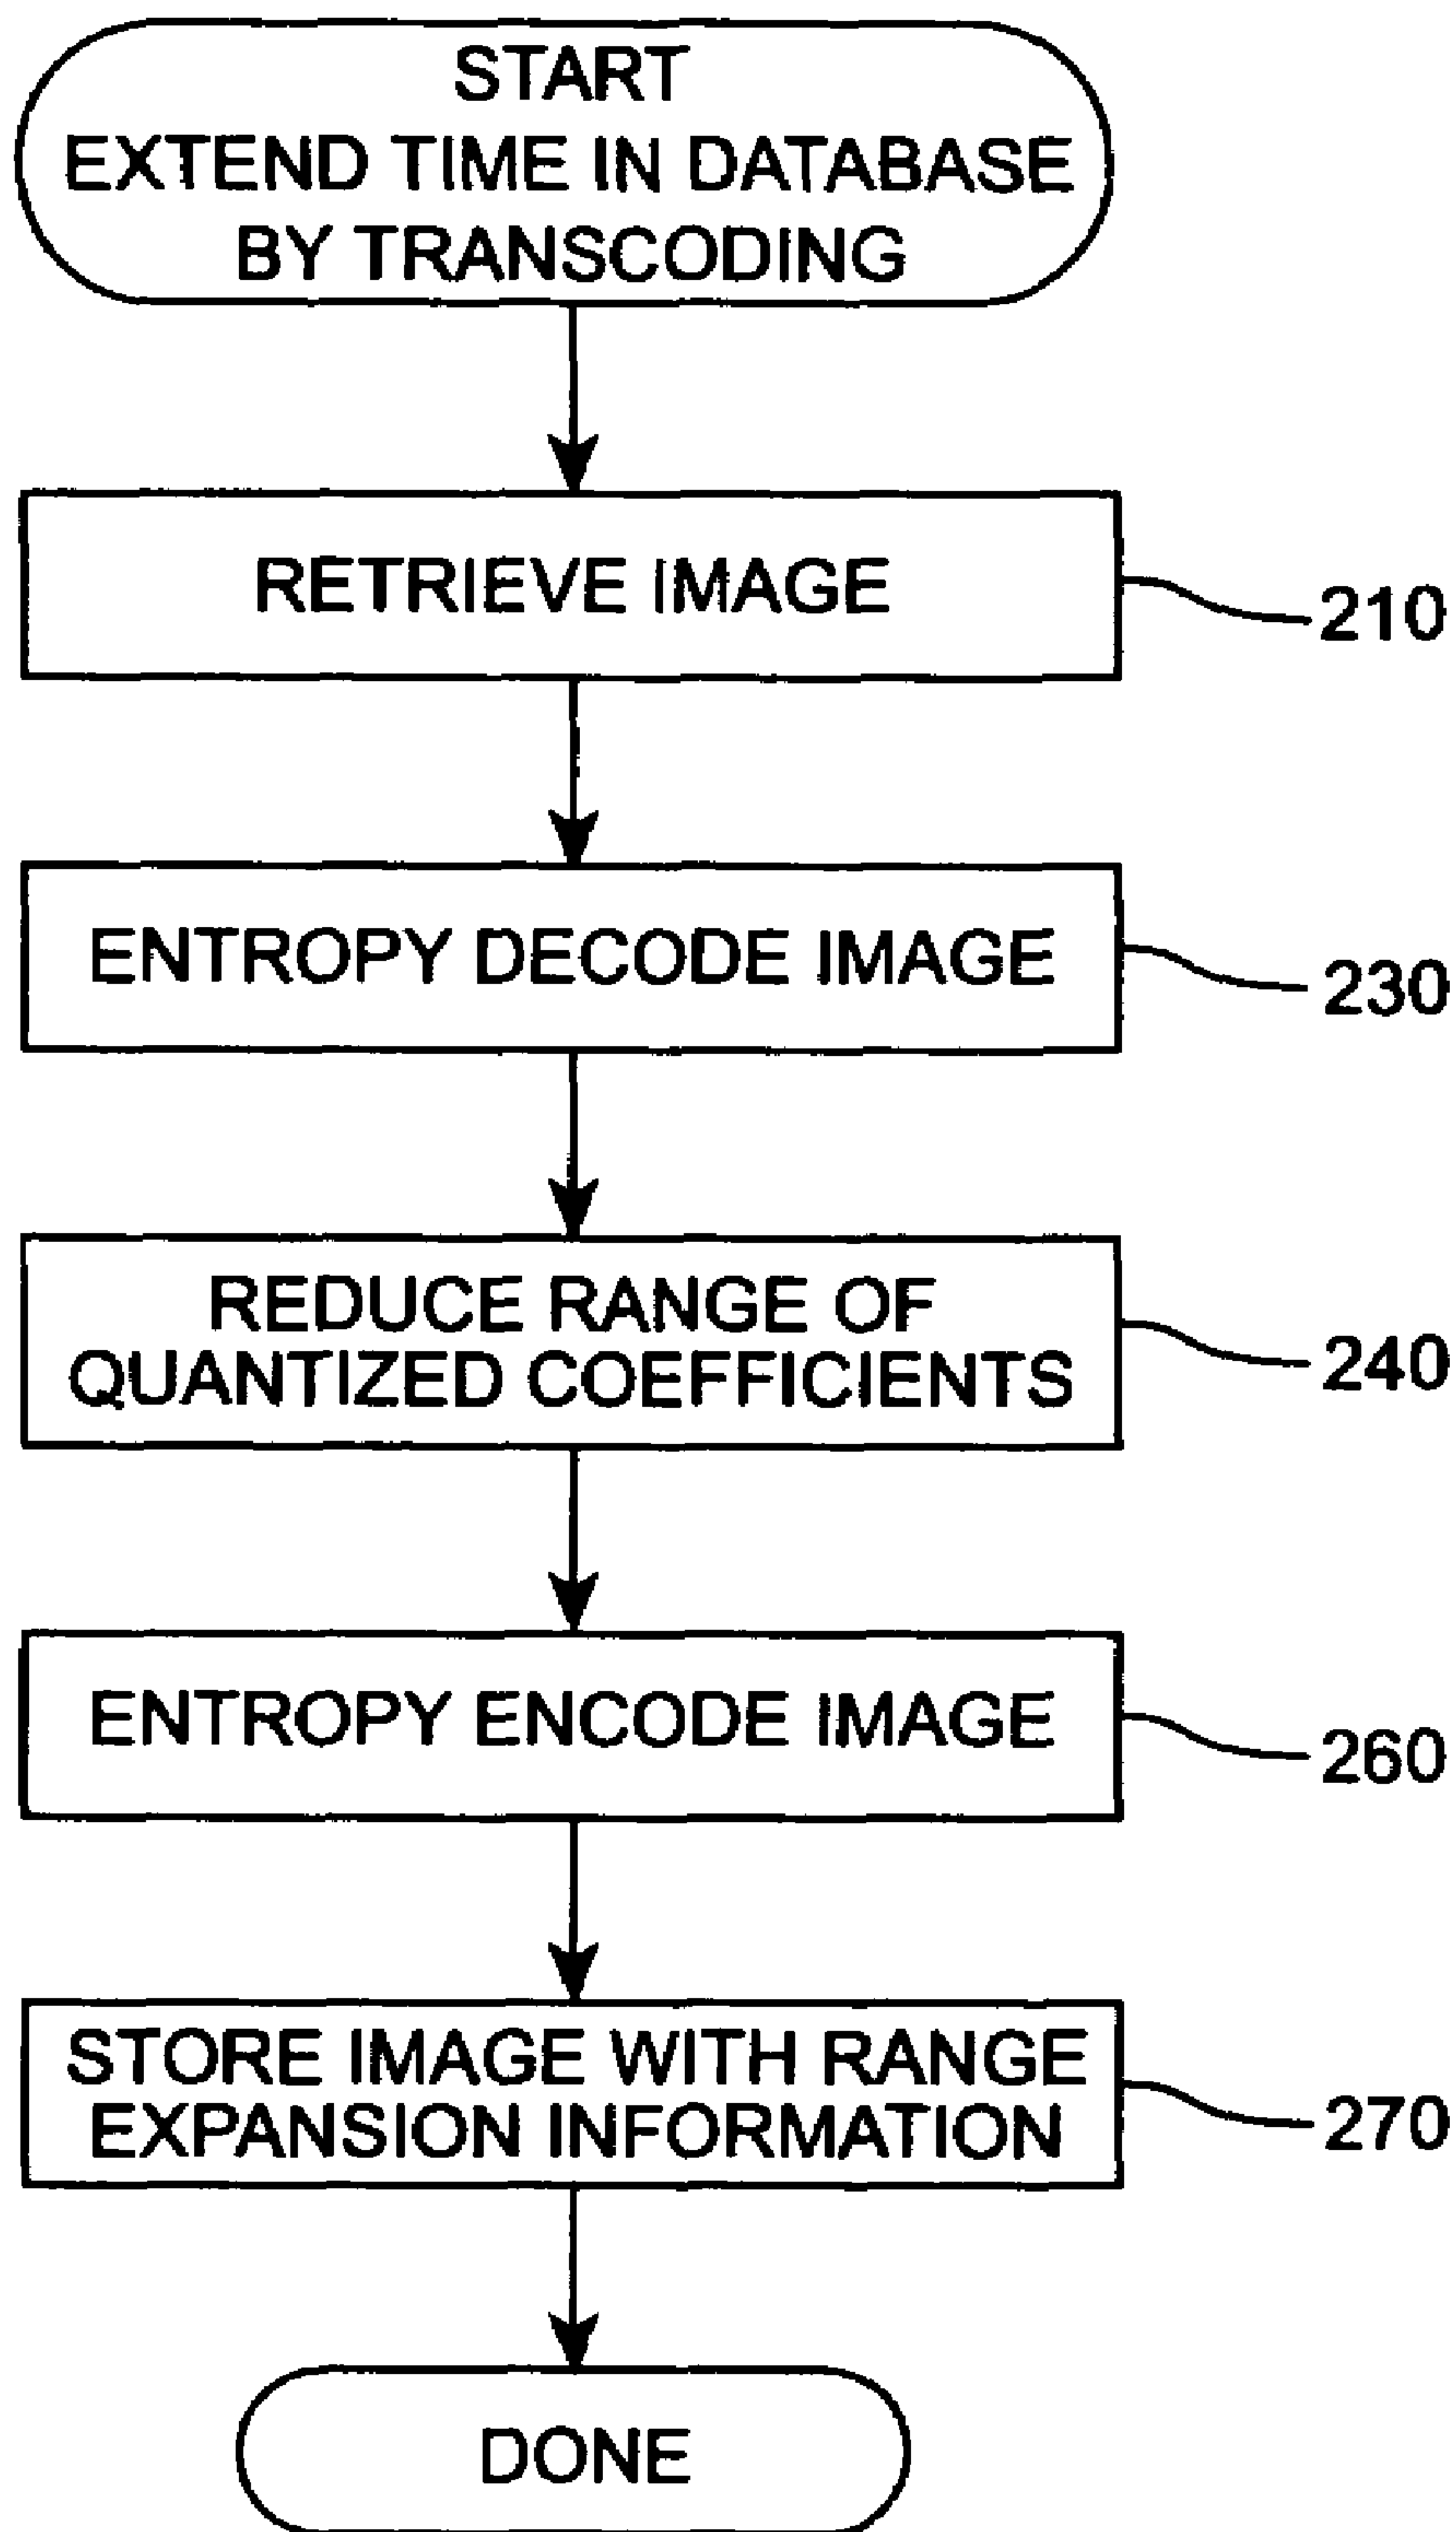 START
EXTEND TIME IN DATABASE
BY TRANSCODING
RETRIEVE IMAGE
210
ENTROPY DECODE IMAGE
230
REDUCE RANGE OF
QUANTIZED COEFFICIENTS
240
ENTROPY ENCODE IMAGE
260
STORE IMAGE WITH RANGE
EXPANSION INFORMATION
270
DONE